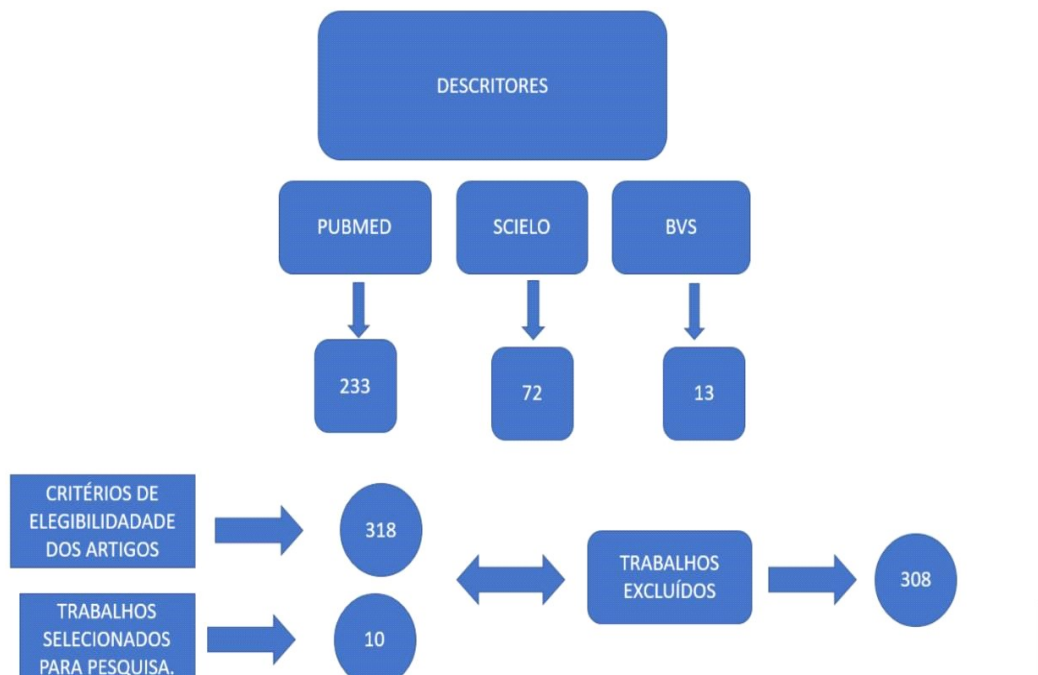 DESCRITORES
PUBMED
SCIELO
BVS
233
72
13
CRITÉRIOS DE
ELEGIBILIDADADE
DOS ARTIGOS
318
TRABALHOS
EXCLUÍDOS
308
TRABALHOS
SELECIONADOS
PARA PESQUISA.
10